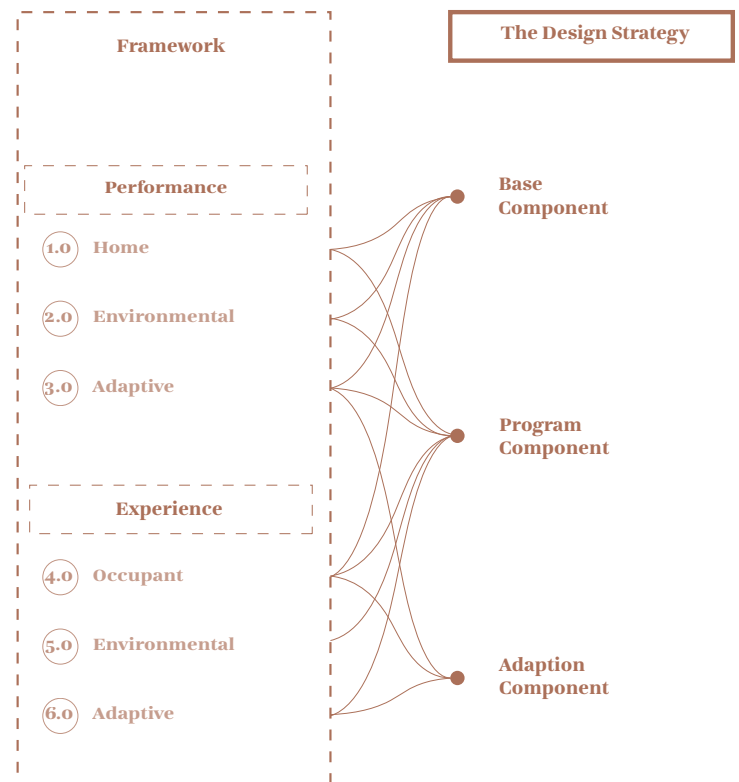 Framework
The Design Strategy
Performance
1.0 Home
2.0 Environmental
3.0 Adaptive
Experience
4.0 Occupant
5.0 Environmental
6.0 Adaptive
Base
Component
Program
Component
Adaption
Component